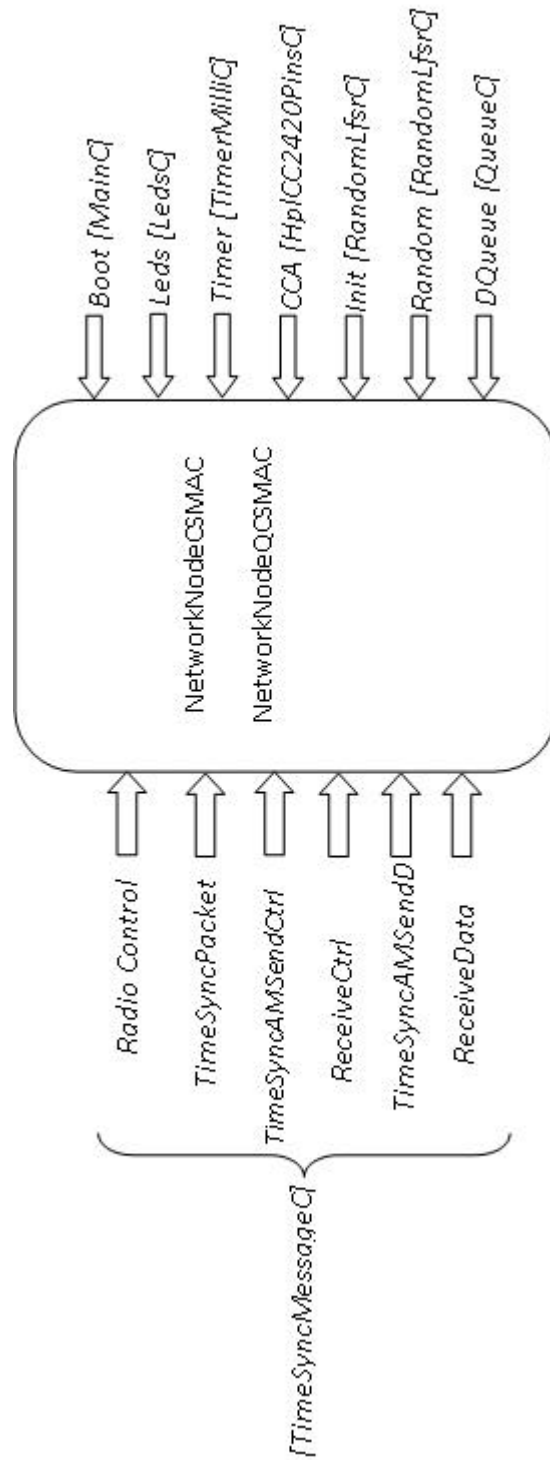 [TimeSyncMessageC]
Radio Control
TimeSyncPacket
TimeSyncAMSendCtrl
ReceiveCtrl
TimeSyncAMSendD
ReceiveData
NetworkNodeCSMAC
NetworkNodeQCSMAC
Boot [MainC]
Leds [LedsC]
Timer [TimerMilliC]
CCA [HplCC2420PinsC]
Init [RandomLfsrC]
Random [RandomLfsrC]
DQueue [QueueC]